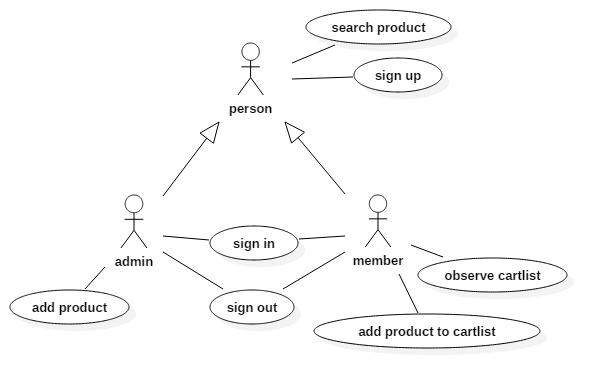 search product
sign up
person
sign in
admin
member
observe cartlist
add product
sign out
add product to cartlist